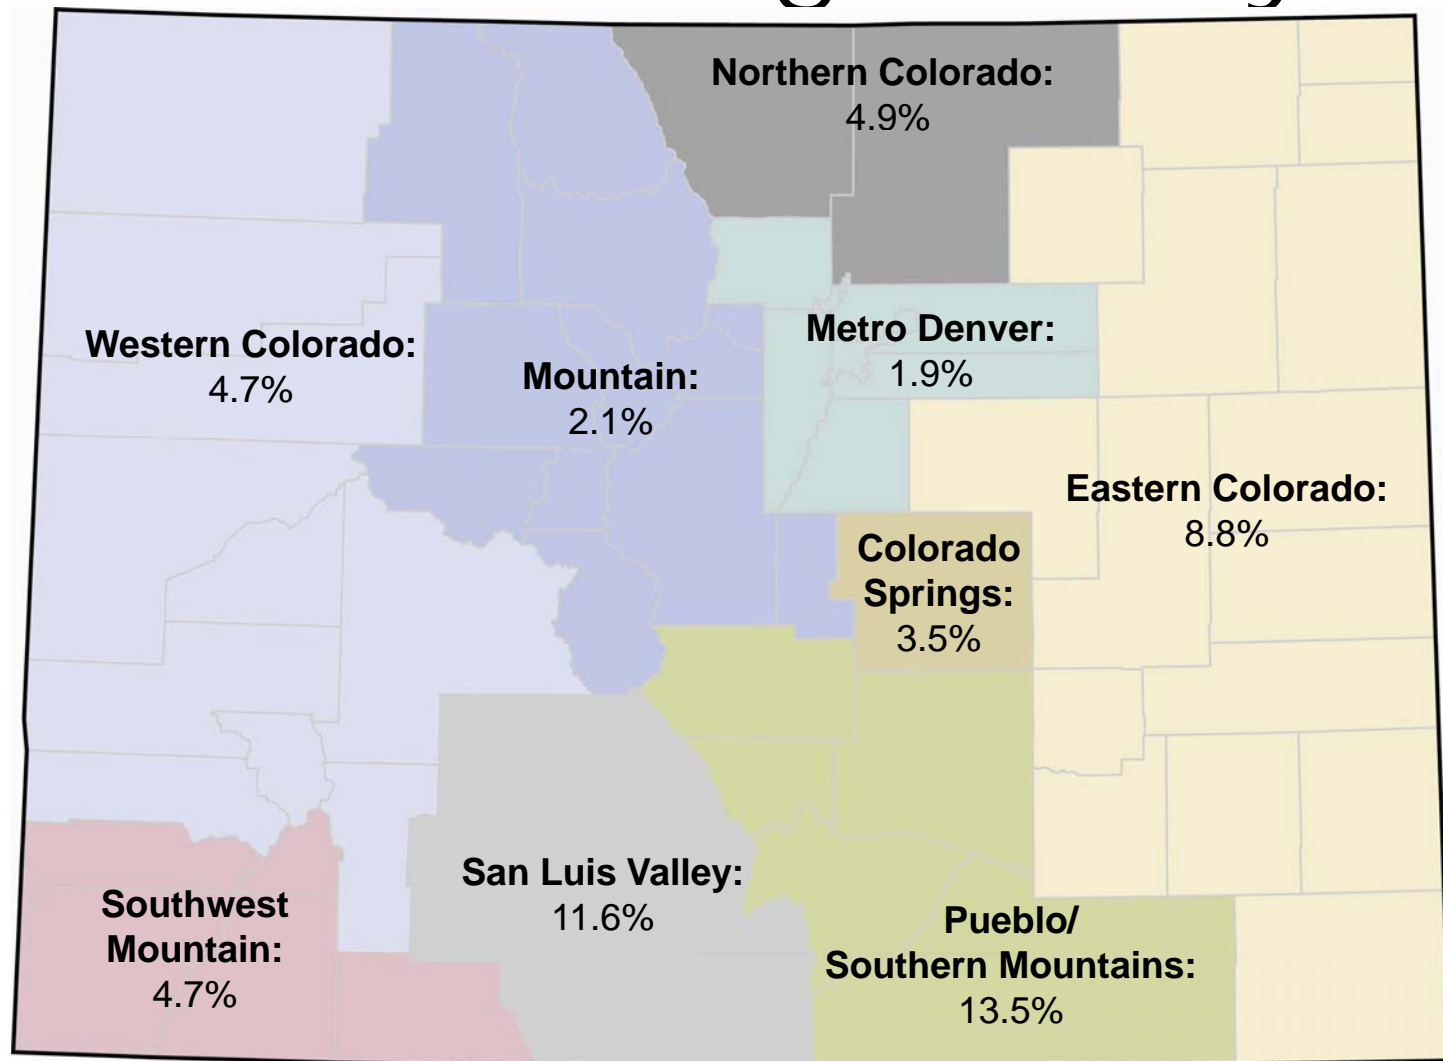 Northern Colorado:
4.9%
Western Colorado:
4.7%
Mountain:
2.1%
Metro Denver:
1.9%
Eastern Colorado:
8.8%
Colorado
Springs:
3.5%
San Luis Valley:
11.6%
Southwest
Mountain:
4.7%
Pueblo/
Southern Mountains:
13.5%